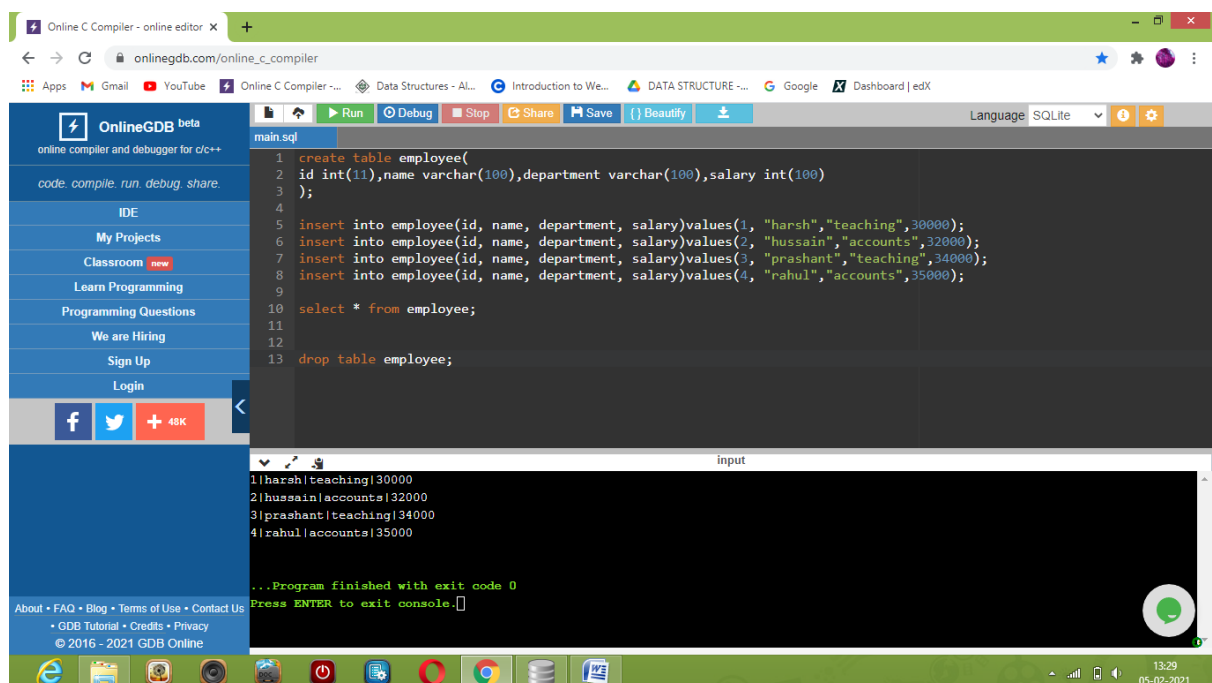 Online C Compiler - online editor
onlinegdb.com/online_c_compiler
Apps Gmail YouTube Online C Compiler -... Data Structures - Al... Introduction to We... DATA STRUCTURE -... Google Dashboard | edX
OnlineGDB beta
online compiler and debugger for c/c++
code. compile. run. debug. share.
IDE
My Projects
Classroom new
Learn Programming
Programming Questions
We are Hiring
Sign Up
Login
f + 48K
About • FAQ • Blog • Terms of Use • Contact Us
• GDB Tutorial • Credits • Privacy
© 2016 - 2021 GDB Online
Run Debug Stop Share Save {} Beautify
Language SQLite
main.sql
1 create table employee(
2 id int(11),name varchar(100),department varchar(100),salary int(100)
3 );
4
5 insert into employee(id, name, department, salary)values(1, "harsh","teaching",30000);
6 insert into employee(id, name, department, salary)values(2, "hussain","accounts",32000);
7 insert into employee(id, name, department, salary)values(3, "prashant","teaching",34000);
8 insert into employee(id, name, department, salary)values(4, "rahul","accounts",35000);
9
10 select * from employee;
11
12
13 drop table employee;
input
1|harsh|teaching|30000
2|hussain|accounts|32000
3|prashant|teaching|34000
4|rahul|accounts|35000
...Program finished with exit code 0
Press ENTER to exit console.
13:29
05-02-2021